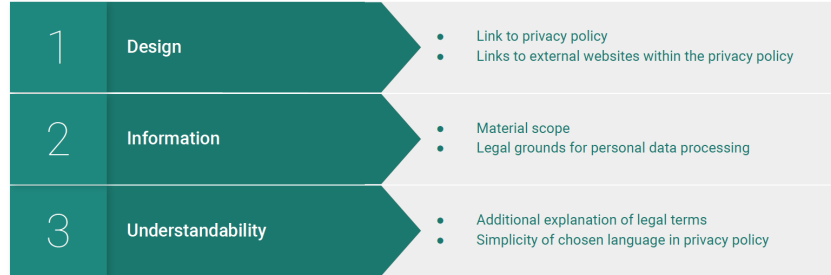 1
Design
● Link to privacy policy
● Links to external websites within the privacy policy
2
Information
● Material scope
● Legal grounds for personal data processing
3
Understandability
● Additional explanation of legal terms
● Simplicity of chosen language in privacy policy